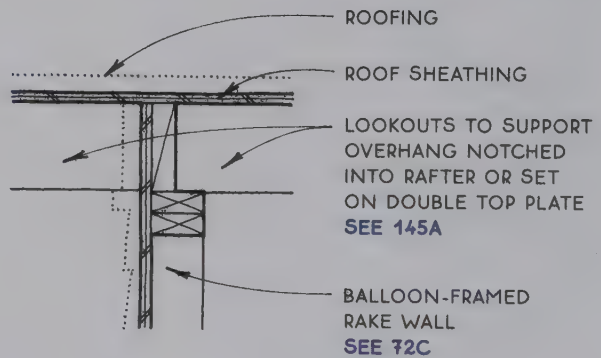 ROOFING
ROOF SHEATHING
LOOKOUTS TO SUPPORT
OVERHANG NOTCHED
INTO RAFTER OR SET
ON DOUBLE TOP PLATE
SEE 145A
BALLOON-FRAMED
RAKE WALL
SEE 72C